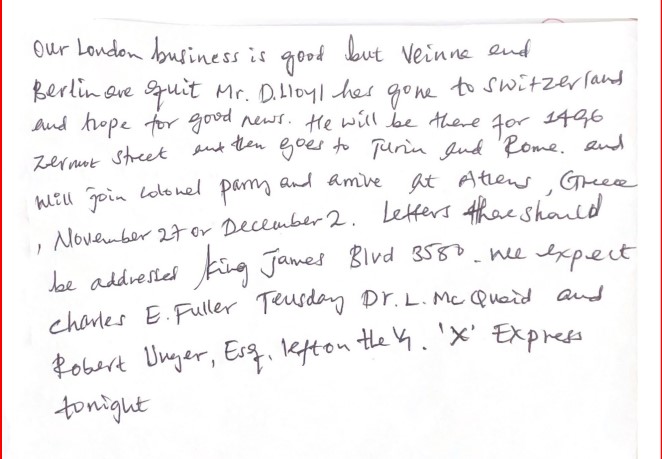 Our London business is good but Veinna and
Berlin are quit Mr. D. Lloyl has gone to switzerland
and hope for good news. He will be there for 1496
Zermot street and then goes to Turin and Rome. and
will join colonel parry and arrive at Athens, Greece
, November 27 or December 2. Letters there should
be addressed king James Blvd 3580. we expect
charles E. Fuller Teusday Dr. L. Mc Quaid and
Robert Unger, Esq. left on the 'X' Express
tonight